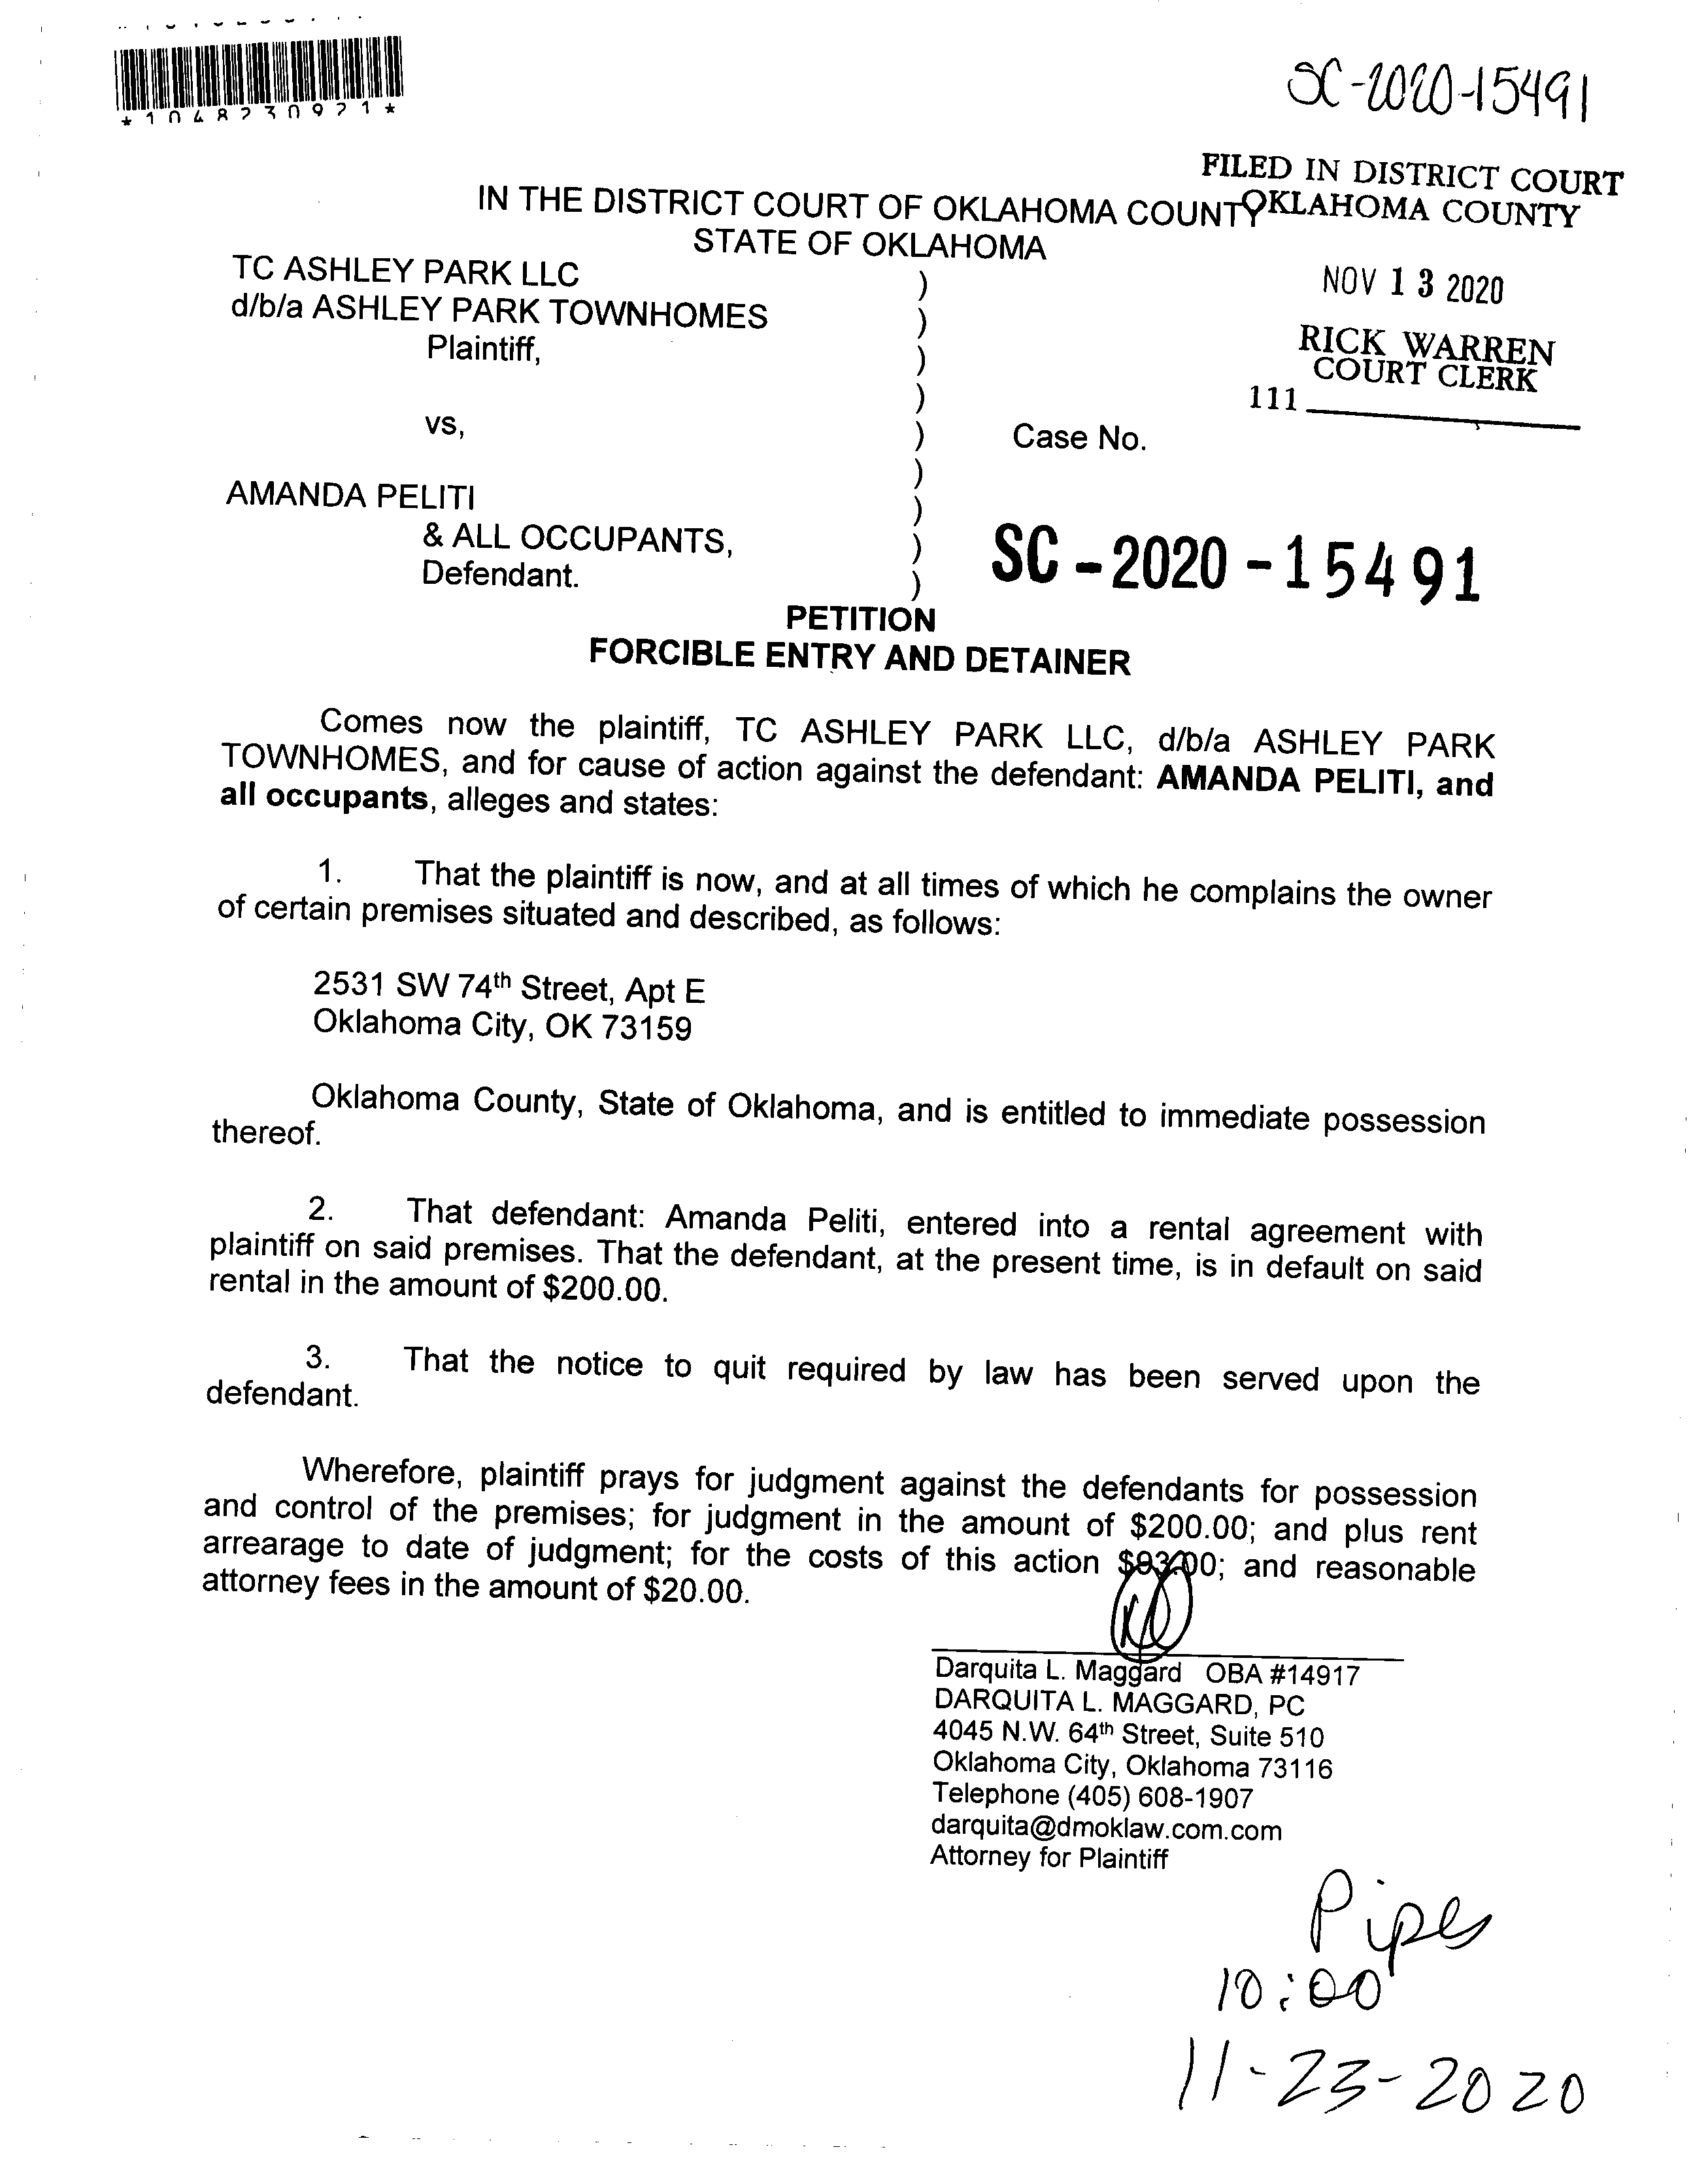 *1048230921*
SC-2020-15491
FILED IN DISTRICT COURT
OKLAHOMA COUNTY
IN THE DISTRICT COURT OF OKLAHOMA COUNTY
STATE OF OKLAHOMA
NOV 13 2020
RICK WARREN
COURT CLERK
111
TC ASHLEY PARK LLC )
d/b/a ASHLEY PARK TOWNHOMES )
Plaintiff, )
)
vs, ) Case No.
)
AMANDA PELITI )
& ALL OCCUPANTS, ) SC-2020-15491
Defendant. )
PETITION
FORCIBLE ENTRY AND DETAINER
Comes now the plaintiff, TC ASHLEY PARK LLC, d/b/a ASHLEY PARK
TOWNHOMES, and for cause of action against the defendant: AMANDA PELITI, and
all occupants, alleges and states:
1. That the plaintiff is now, and at all times of which he complains the owner
of certain premises situated and described, as follows:
2531 SW 74th Street, Apt E
Oklahoma City, OK 73159
Oklahoma County, State of Oklahoma, and is entitled to immediate possession
thereof.
2. That defendant: Amanda Peliti, entered into a rental agreement with
plaintiff on said premises. That the defendant, at the present time, is in default on said
rental in the amount of $200.00.
3. That the notice to quit required by law has been served upon the
defendant.
Wherefore, plaintiff prays for judgment against the defendants for possession
and control of the premises; for judgment in the amount of $200.00; and plus rent
arrearage to date of judgment; for the costs of this action $93.00; and reasonable
attorney fees in the amount of $20.00.
Darquita L. Maggard OBA #14917
DARQUITA L. MAGGARD, PC
4045 N.W. 64th Street, Suite 510
Oklahoma City, Oklahoma 73116
Telephone (405) 608-1907
darquita@dmoklaw.com.com
Attorney for Plaintiff
Pipes
10:00
11-23-2020